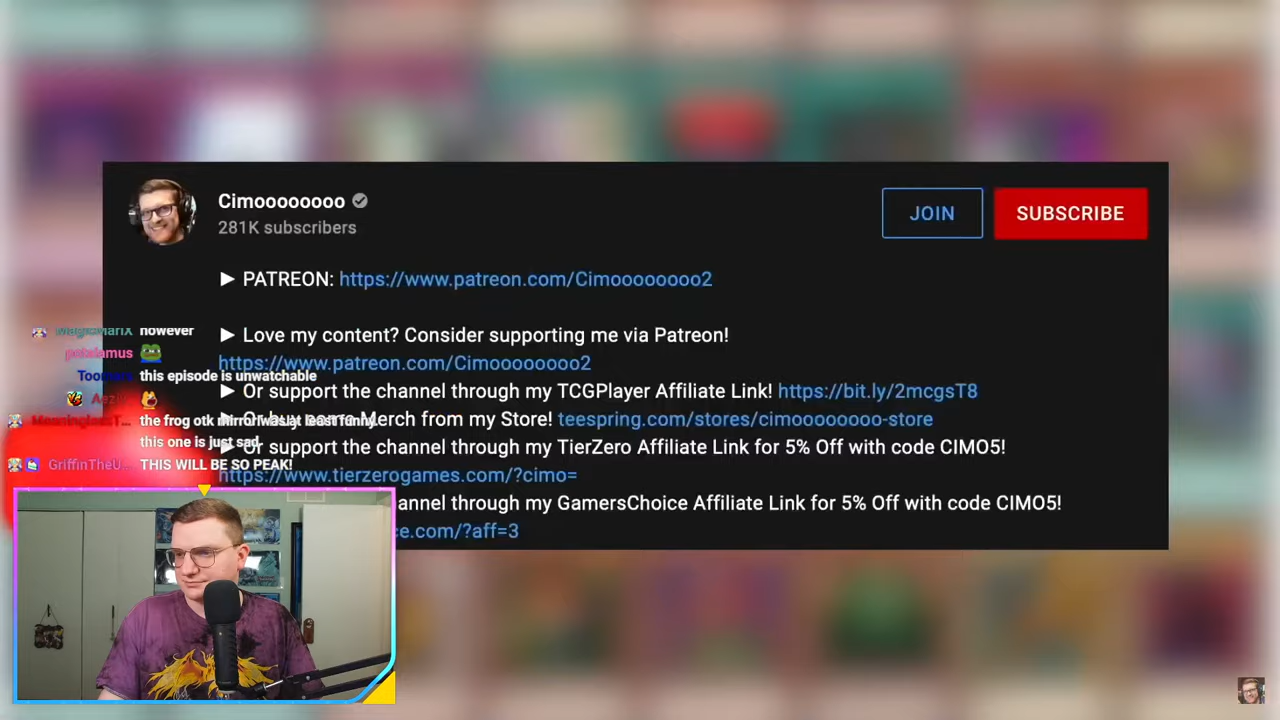 Cimoooooooo
281K subscribers
JOIN
SUBSCRIBE
► PATREON: https://www.patreon.com/Cimoooooooo2
► Love my content? Consider supporting me via Patreon!
https://www.patreon.com/Cimoooooooo2
► Or support the channel through my TCGPlayer Affiliate Link! https://bit.ly/2mcgsT8
Merch from my Store! teespring.com/stores/cimoooooooo-store
Or support the channel through my TierZero Affiliate Link for 5% Off with code CIMO5!
https://www.tierzerogames.com/?cimo=
annel through my GamersChoice Affiliate Link for 5% Off with code CIMO5!
ce.com/?aff=3
MagicMariX however
potalamus
this episode is unwatchable
the frog otk mirror was at least funny.
this one is just sad.
GriffinTheU... THIS WILL BE SO PEAK!